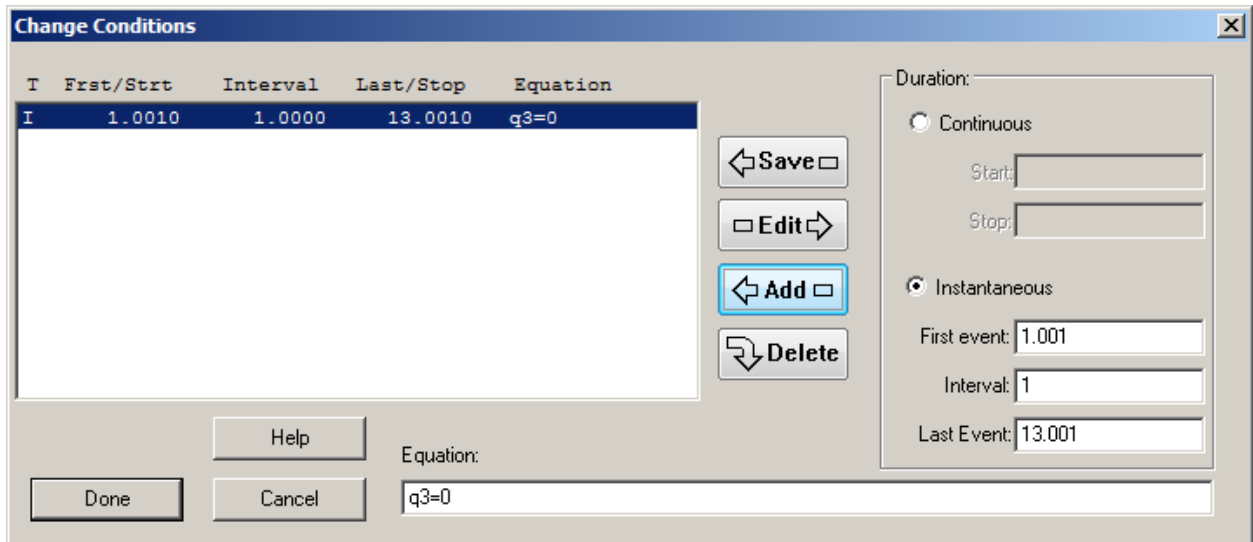 Change Conditions
T Frst/Strt Interval Last/Stop Equation
I 1.0010 1.0000 13.0010 q3=0
Save
Edit
Add
Delete
Duration:
Continuous
Start:
Stop:
Instantaneous
First event: 1.001
Interval: 1
Last Event: 13.001
Help
Done
Cancel
Equation:
q3=0